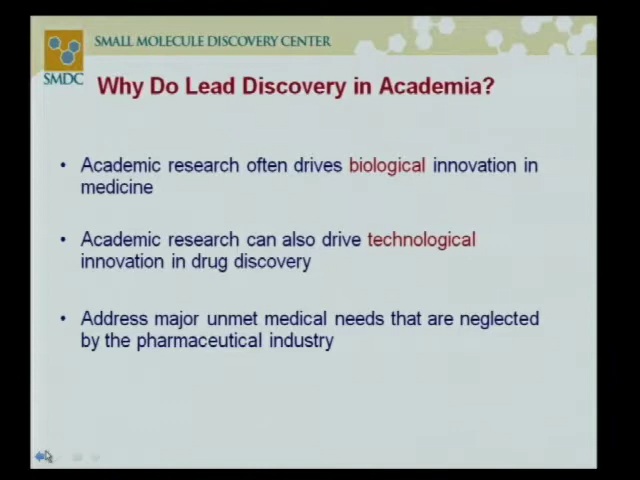 SMALL MOLECULE DISCOVERY CENTER
SMDC
Why Do Lead Discovery in Academia?
• Academic research often drives biological innovation in
medicine
• Academic research can also drive technological
innovation in drug discovery
• Address major unmet medical needs that are neglected
by the pharmaceutical industry